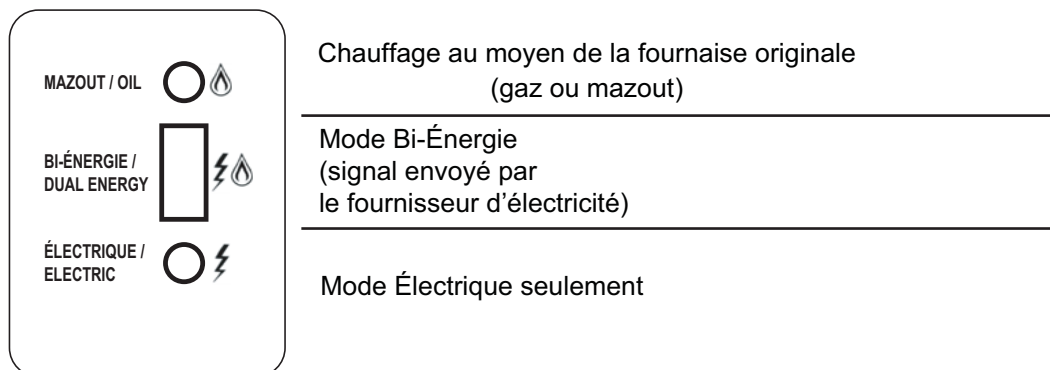 MAZOUT / OIL
Chauffage au moyen de la fournaise originale
(gaz ou mazout)
BI-ÉNERGIE /
DUAL ENERGY
Mode Bi-Énergie
(signal envoyé par
le fournisseur d’électricité)
ÉLECTRIQUE /
ELECTRIC
Mode Électrique seulement